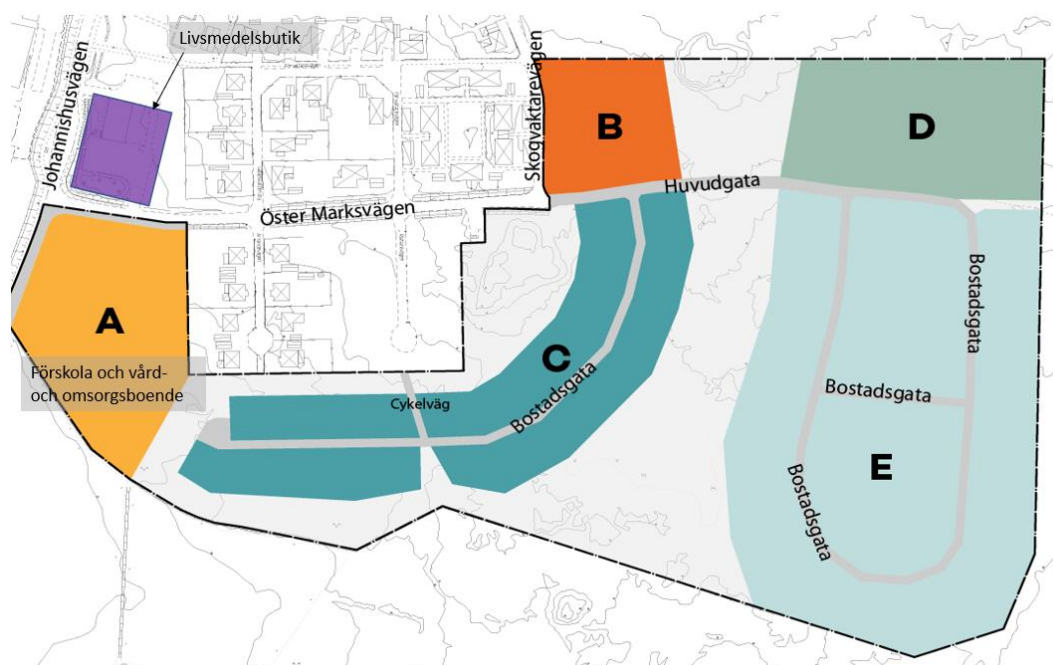 Livsmedelsbutik
Johannishusvägen
Skogvaktarevägen
B
D
Huvudgata
Öster Marksvägen
A
Förskola och vård-
och omsorgsboende
C
Cykelväg
Bostadsgata
Bostadsgata
Bostadsgata
E
Bostadsgata